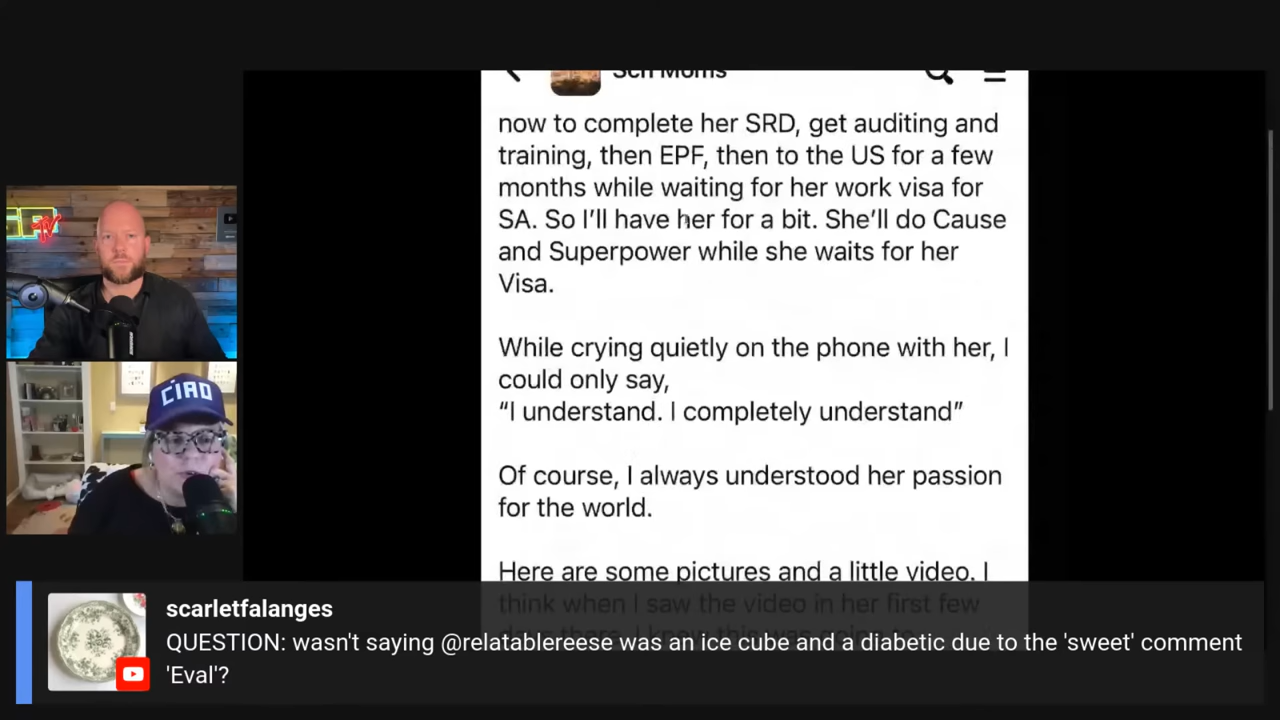 Scn Moms
now to complete her SRD, get auditing and
training, then EPF, then to the US for a few
months while waiting for her work visa for
SA. So I’ll have her for a bit. She’ll do Cause
and Superpower while she waits for her
Visa.
While crying quietly on the phone with her, I
could only say,
“I understand. I completely understand”
Of course, I always understood her passion
for the world.
Here are some pictures and a little video. I
think when I saw the video in her first few
TV
CIAO
scarletfalanges
QUESTION: wasn't saying @relatablereese was an ice cube and a diabetic due to the 'sweet' comment
'Eval'?